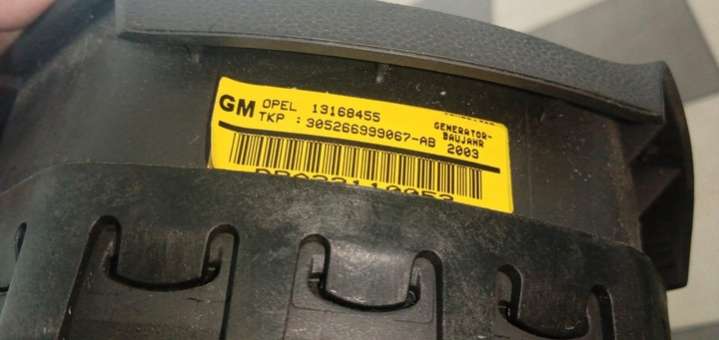 GM OPEL 13168455
TKP : 305266999067-AB
GENERATOR-
BAUJAHR
2003